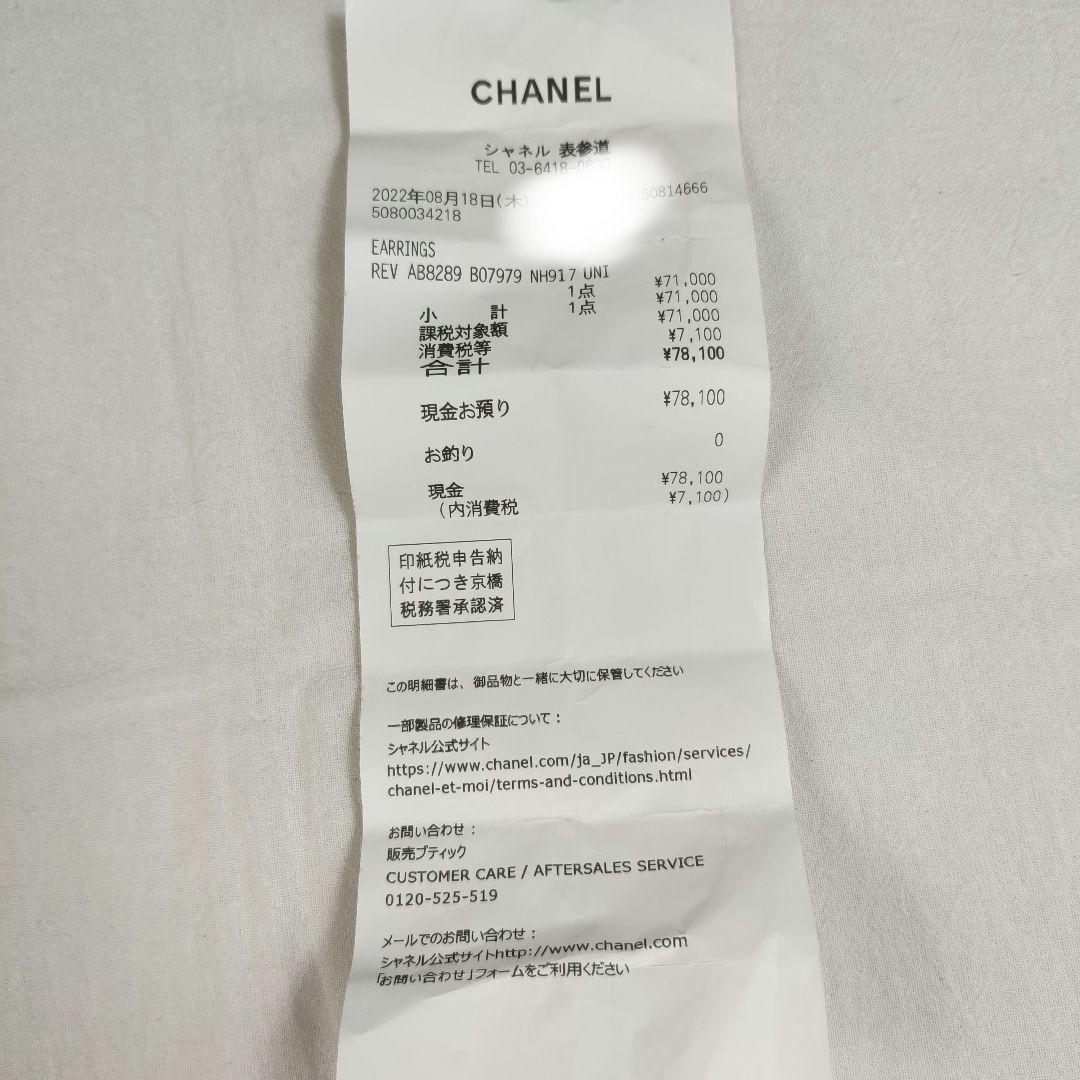 CHANEL
シャネル 表参道
TEL 03-6418-0630
2022年08月18日(木) 50814666
5080034218
EARRINGS
REV AB8289 B07979 NH917 UNI
1点 ¥71,000
小 計 1点 ¥71,000
課税対象額 ¥71,000
消費税等 ¥7,100
合計 ¥78,100
現金お預り ¥78,100
お釣り 0
現金 ¥78,100
(内消費税 ¥7,100)
印紙税申告納
付につき京橋
税務署承認済
この明細書は、御品物と一緒に大切に保管してください
一部製品の修理保証について：
シャネル公式サイト
https://www.chanel.com/ja_JP/fashion/services/
chanel-et-moi/terms-and-conditions.html
お問い合わせ：
販売ブティック
CUSTOMER CARE / AFTERSALES SERVICE
0120-525-519
メールでのお問い合わせ：
シャネル公式サイトhttp://www.chanel.com
「お問い合わせ」フォームをご利用ください